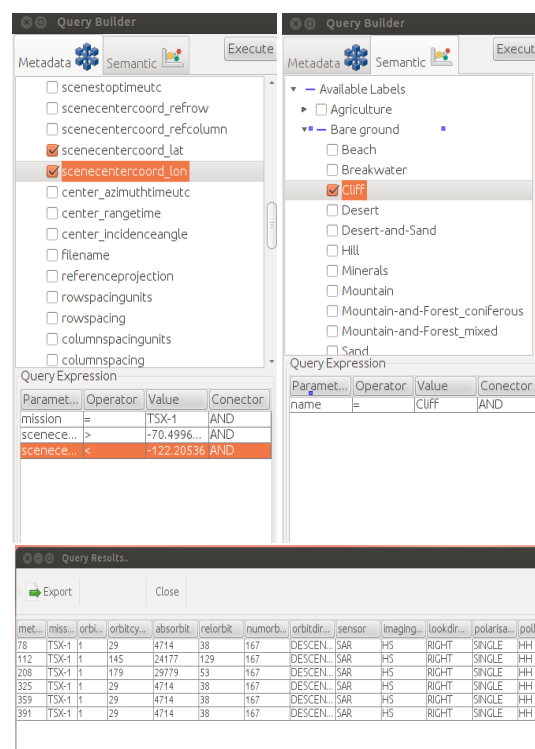 Query Builder
Metadata Semantic Execute
scenestoptimeutc
scenecentercoord_refrow
scenecentercoord_refcolumn
scenecentercoord_lat
scenecentercoord_lon
center_azimuthtimeutc
center_rangetime
center_incidenceangle
filename
referenceprojection
rowspacingunits
rowspacing
columnspacingunits
columnspacing
Query Expression
Paramet... Operator Value Conector
mission = TSX-1 AND
scenece... > -70.4996... AND
scenece... < -122.20536 AND
Query Builder
Metadata Semantic Execut
Available Labels
Agriculture
Bare ground
Beach
Breakwater
Cliff
Desert
Desert-and-Sand
Hill
Minerals
Mountain
Mountain-and-Forest_coniferous
Mountain-and-Forest_mixed
Sand
Query Expression
Paramet... Operator Value Conector
name = Cliff AND
Query Results..
Export Close
met... miss... orbi... orbitcy... absorbit relorbit numorb... orbitdir... sensor imaging... lookdir... polarisa... poll
78 TSX-1 1 29 4714 38 167 DESCEN... SAR HS RIGHT SINGLE HH
112 TSX-1 1 145 24177 129 167 DESCEN... SAR HS RIGHT SINGLE HH
208 TSX-1 1 179 29779 53 167 DESCEN... SAR HS RIGHT SINGLE HH
325 TSX-1 1 29 4714 38 167 DESCEN... SAR HS RIGHT SINGLE HH
359 TSX-1 1 29 4714 38 167 DESCEN... SAR HS RIGHT SINGLE HH
391 TSX-1 1 29 4714 38 167 DESCEN... SAR HS RIGHT SINGLE HH